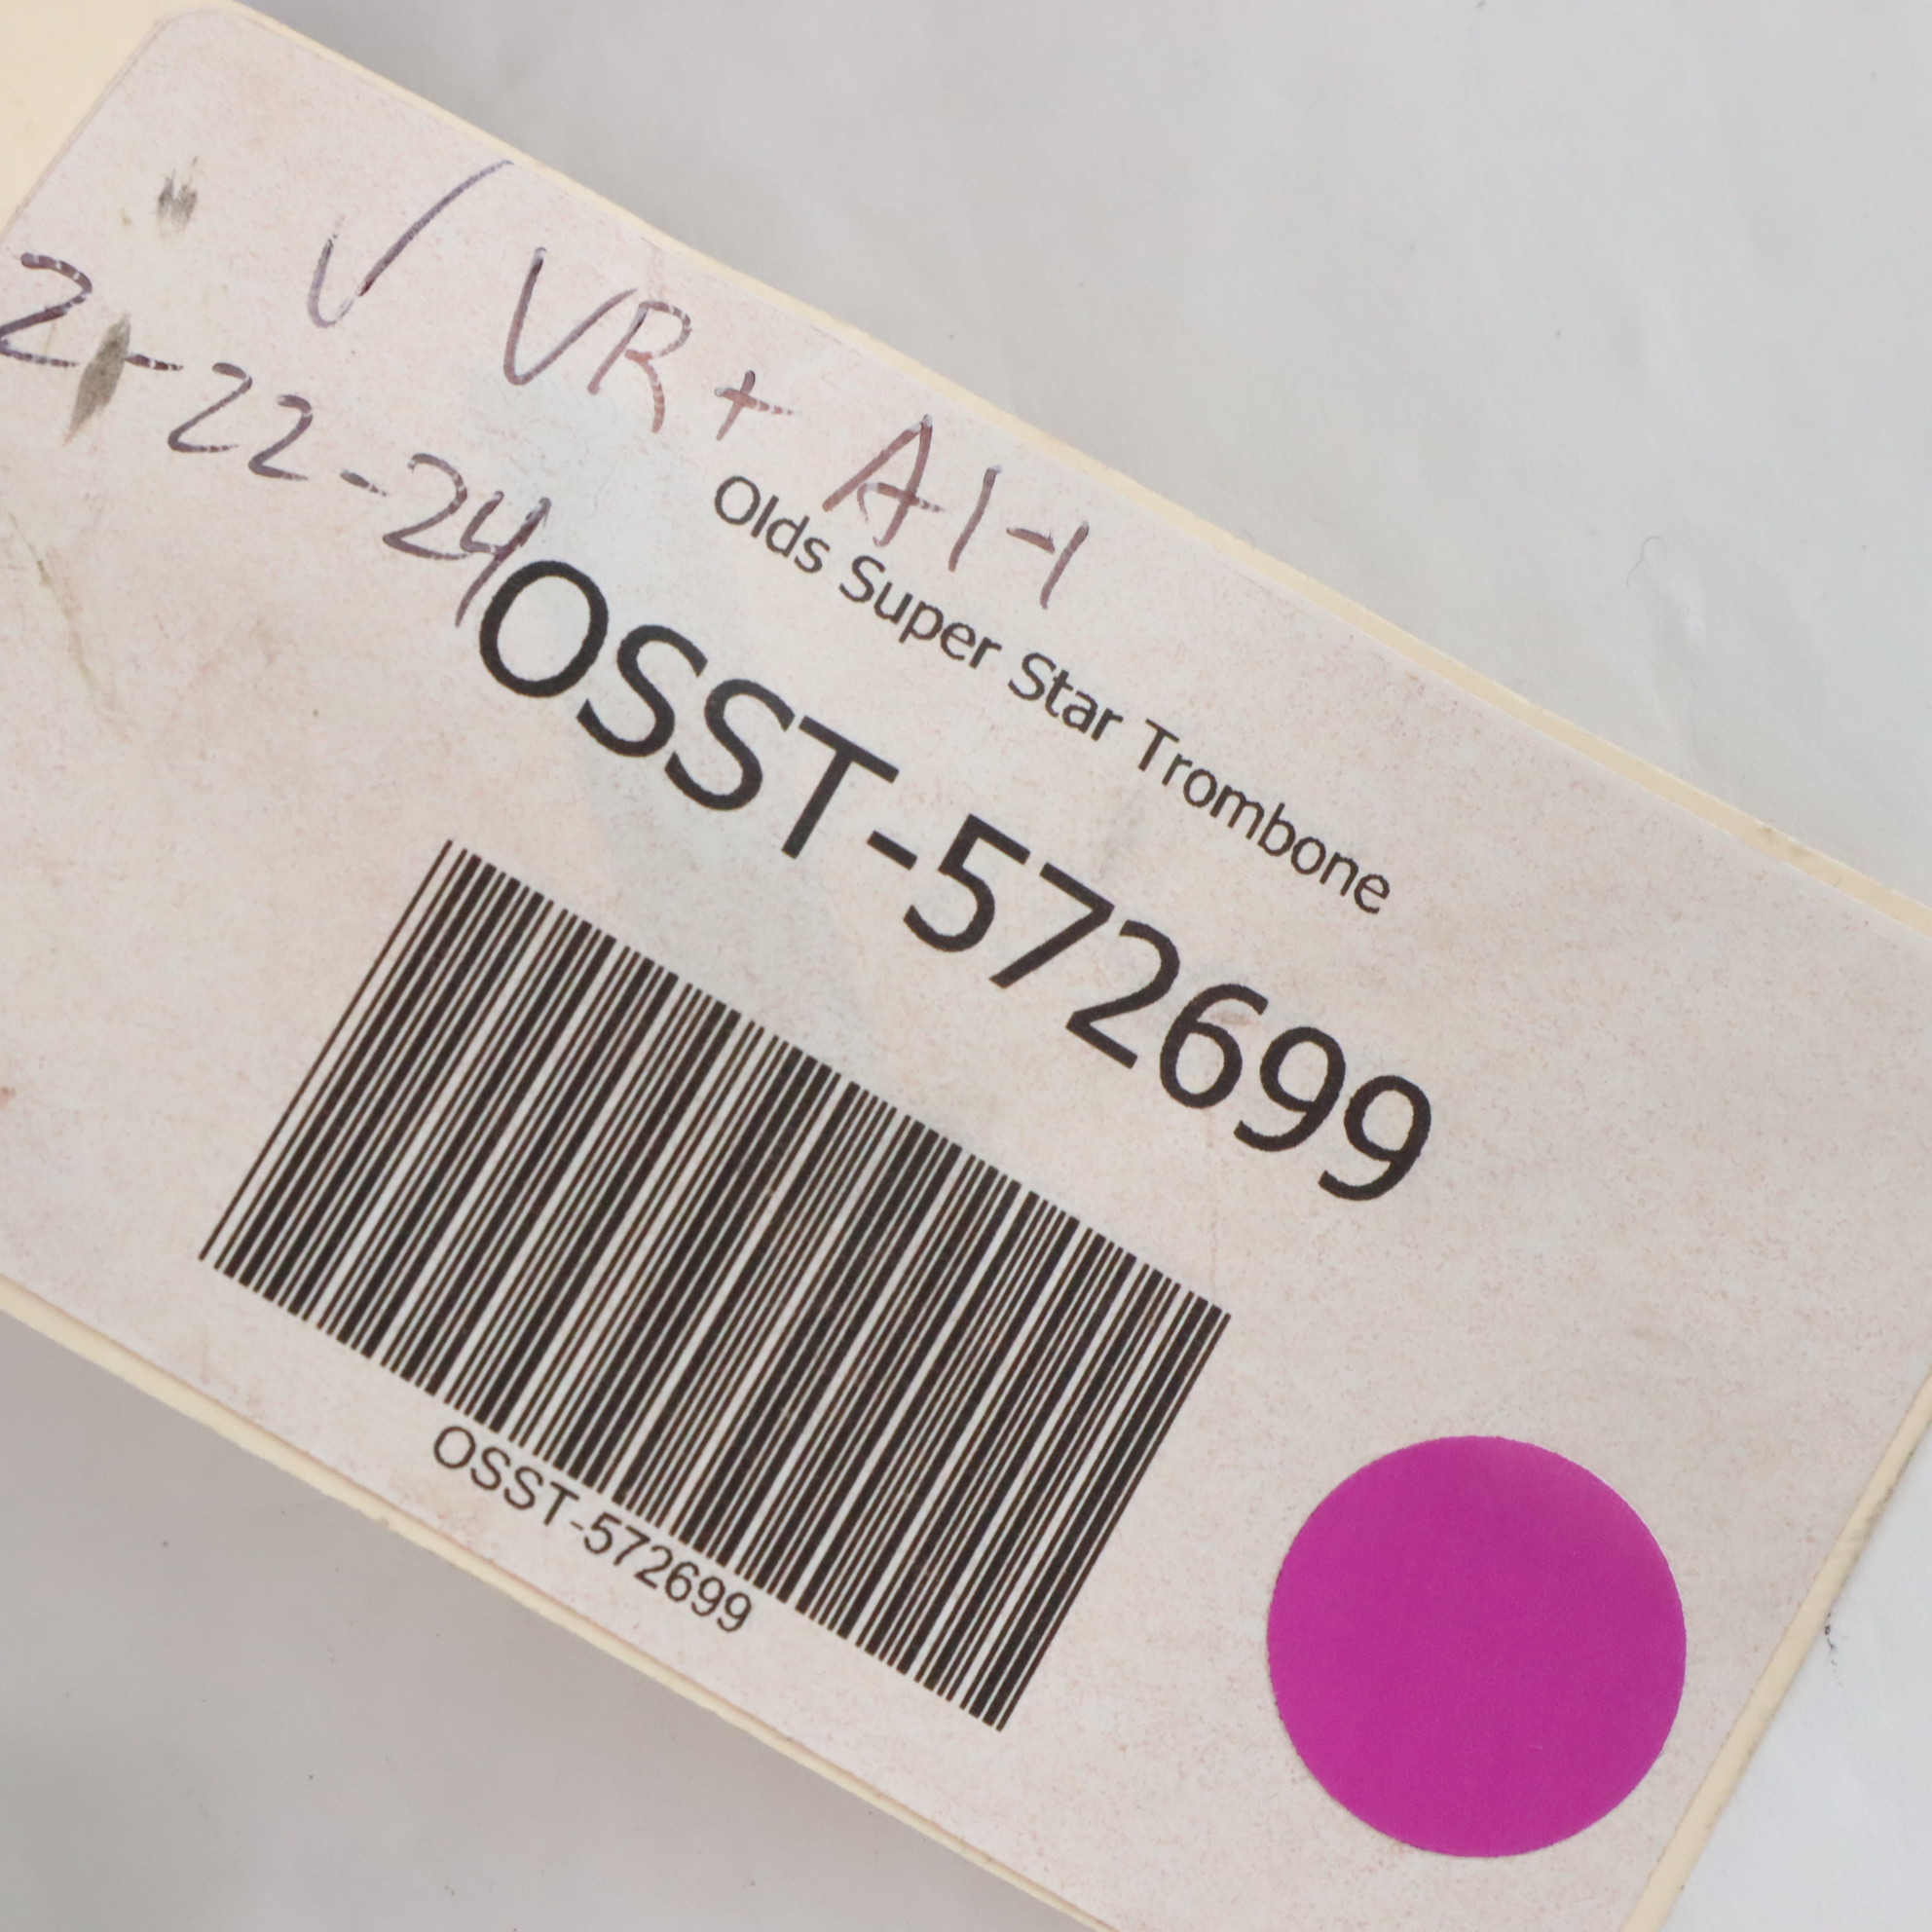 ✓ VR + A1-1
2-22-24
Olds Super Star Trombone
OSST-572699
OSST-572699